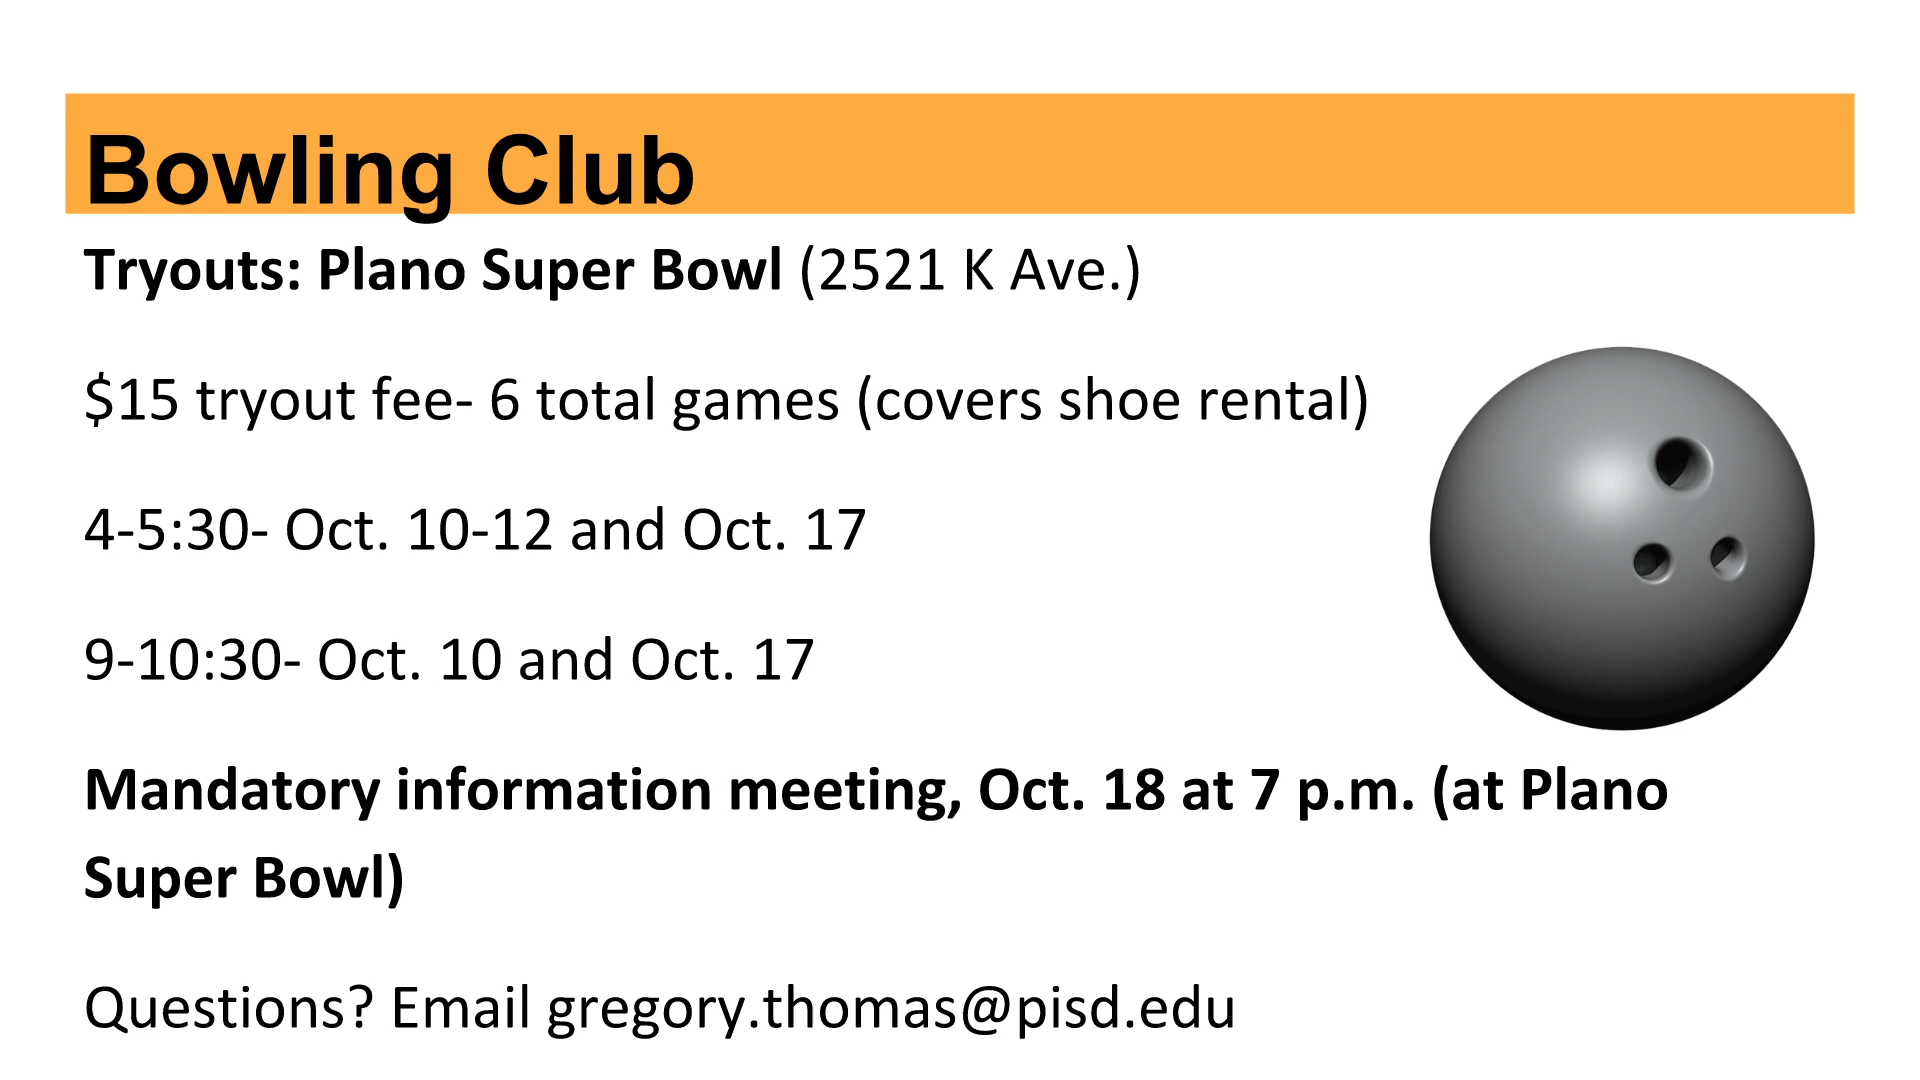 Bowling Club
Tryouts: Plano Super Bowl (2521 K Ave.)
$15 tryout fee- 6 total games (covers shoe rental)
4-5:30- Oct. 10-12 and Oct. 17
9-10:30- Oct. 10 and Oct. 17
Mandatory information meeting, Oct. 18 at 7 p.m. (at Plano
Super Bowl)
Questions? Email gregory.thomas@pisd.edu